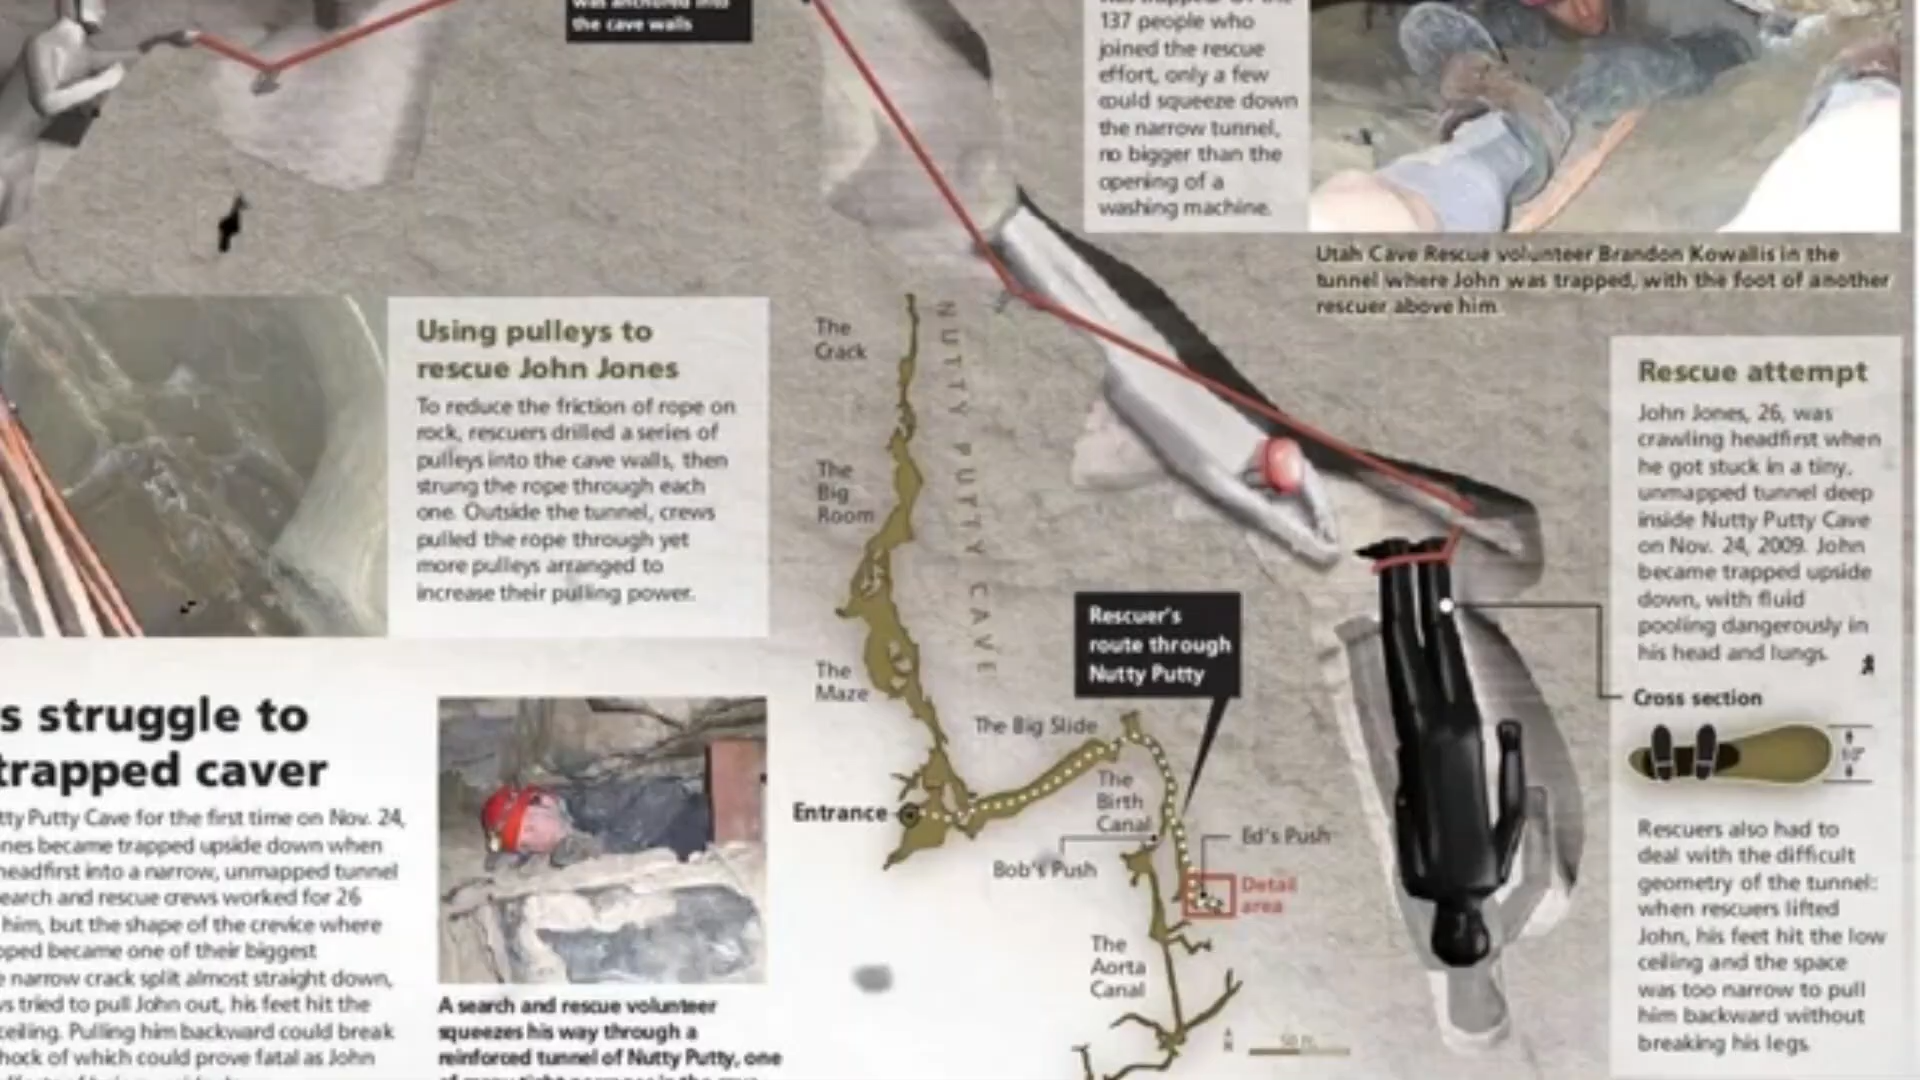 the cave walls
137 people who
joined the rescue
effort, only a few
could squeeze down
the narrow tunnel,
no bigger than the
opening of a
washing machine.
Utah Cave Rescue volunteer Brandon Kowallis in the
tunnel where John was trapped, with the foot of another
rescuer above him.
Using pulleys to
rescue John Jones
To reduce the friction of rope on
rock, rescuers drilled a series of
pulleys into the cave walls, then
strung the rope through each
one. Outside the tunnel, crews
pulled the rope through yet
more pulleys arranged to
increase their pulling power.
Rescue attempt
John Jones, 26, was
crawling headfirst when
he got stuck in a tiny,
unmapped tunnel deep
inside Nutty Putty Cave
on Nov. 24, 2009. John
became trapped upside
down, with fluid
pooling dangerously in
his head and lungs.
Cross section
Rescuers also had to
deal with the difficult
geometry of the tunnel:
when rescuers lifted
John, his feet hit the low
ceiling and the space
was too narrow to pull
him backward without
breaking his legs.
NUTTY PUTTY CAVE
The
Crack
The
Big
Room
The
Maze
Rescuer's
route through
Nutty Putty
The Big Slide
The
Birth
Canal
Entrance
Ed's Push
Bob's Push
Detail
area
The
Aorta
Canal
50 ft.
s struggle to
trapped caver
tty Putty Cave for the first time on Nov. 24,
nes became trapped upside down when
headfirst into a narrow, unmapped tunnel
earch and rescue crews worked for 26
him, but the shape of the crevice where
pped became one of their biggest
e narrow crack split almost straight down,
ws tried to pull John out, his feet hit the
ceiling. Pulling him backward could break
hock of which could prove fatal as John
A search and rescue volunteer
squeezes his way through a
reinforced tunnel of Nutty Putty, one